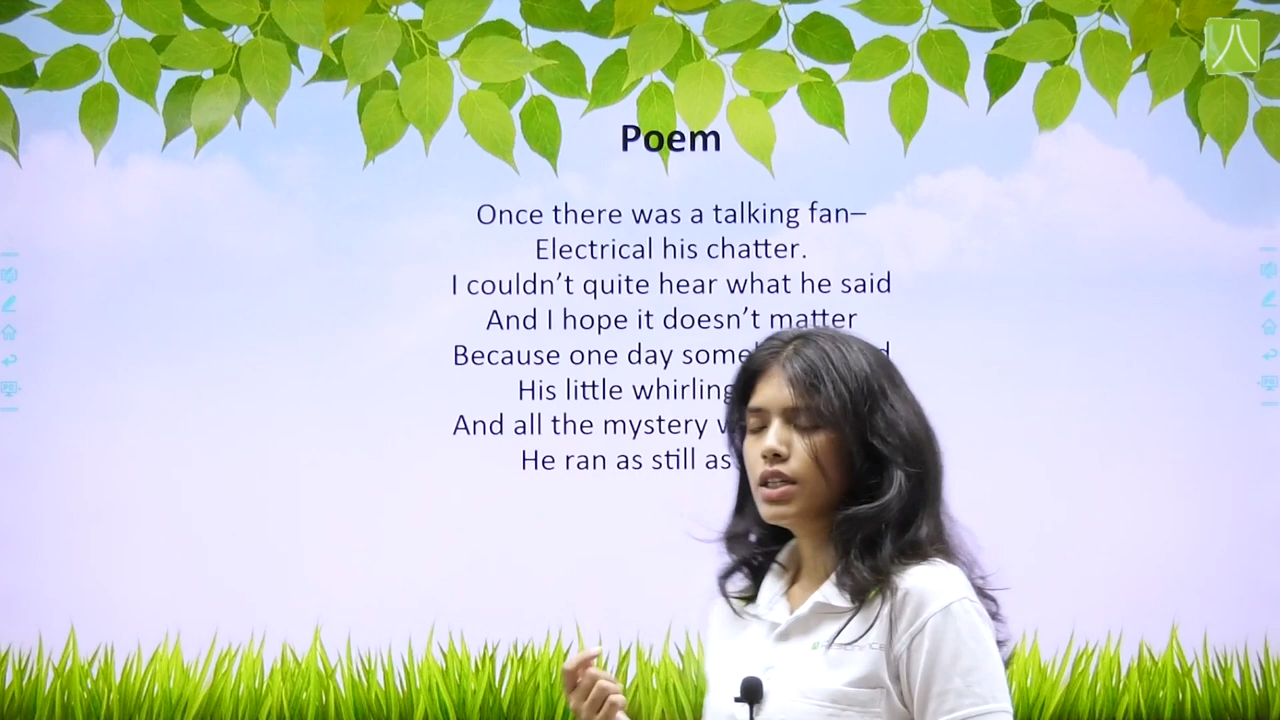 Poem
Once there was a talking fan–
Electrical his chatter.
I couldn’t quite hear what he said
And I hope it doesn’t matter
Because one day
His little whirling
And all the mystery
He ran as still as